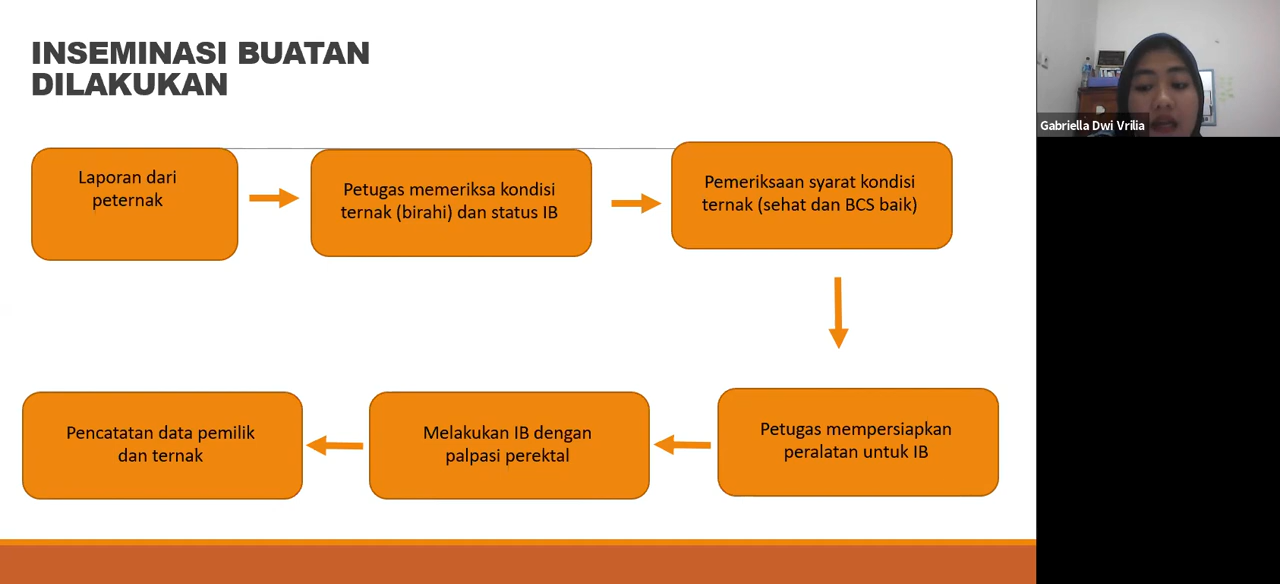 INSEMINASI BUATAN
DILAKUKAN
Laporan dari
peternak
Petugas memeriksa kondisi
ternak (birahi) dan status IB
Pemeriksaan syarat kondisi
ternak (sehat dan BCS baik)
Petugas mempersiapkan
peralatan untuk IB
Melakukan IB dengan
palpasi perektal
Pencatatan data pemilik
dan ternak
Gabriella Dwi Vrilia